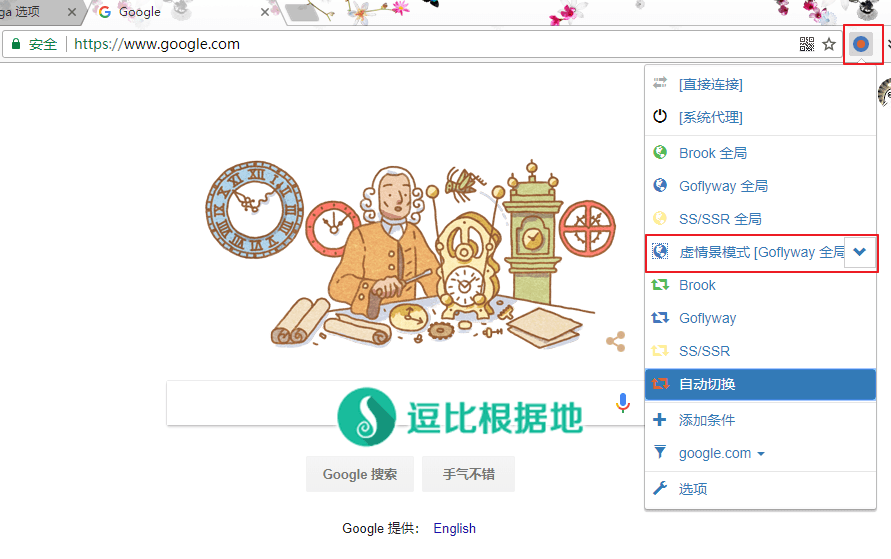 ga 选项
Google
安全
https://www.google.com
[直接连接]
[系统代理]
Brook 全局
Goflyway 全局
SS/SSR 全局
虚情景模式 [Goflyway 全局
Brook
Goflyway
SS/SSR
自动切换
添加条件
google.com
选项
逗比根据地
Google 搜索
手气不错
Google 提供： English